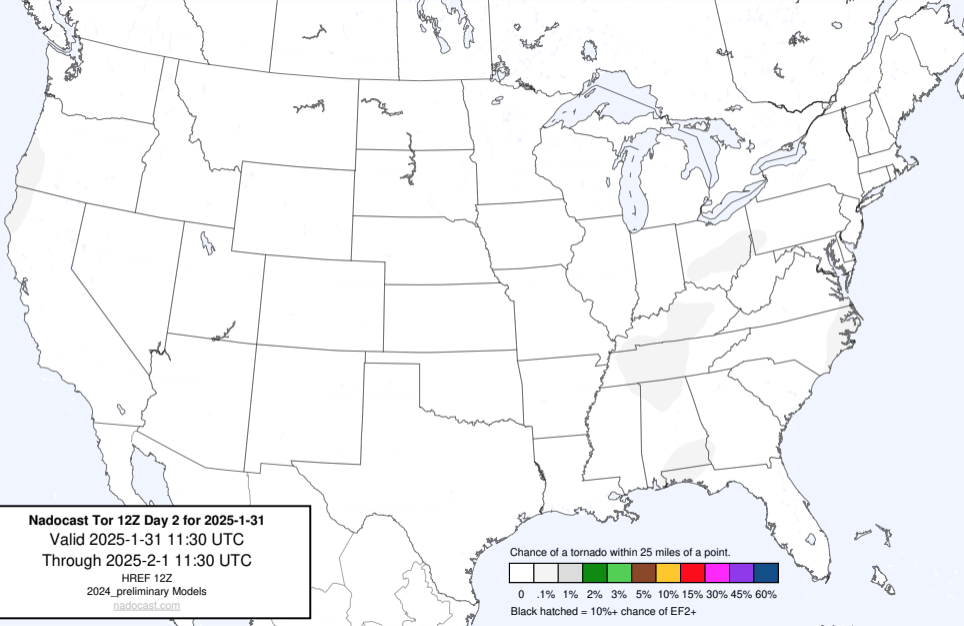 Nadocast Tor 12Z Day 2 for 2025-1-31
Valid 2025-1-31 11:30 UTC
Through 2025-2-1 11:30 UTC
HREF 12Z
2024_preliminary Models
nadocast.com
Chance of a tornado within 25 miles of a point.
0 .1% 1% 2% 3% 5% 10% 15% 30% 45% 60%
Black hatched = 10%+ chance of EF2+